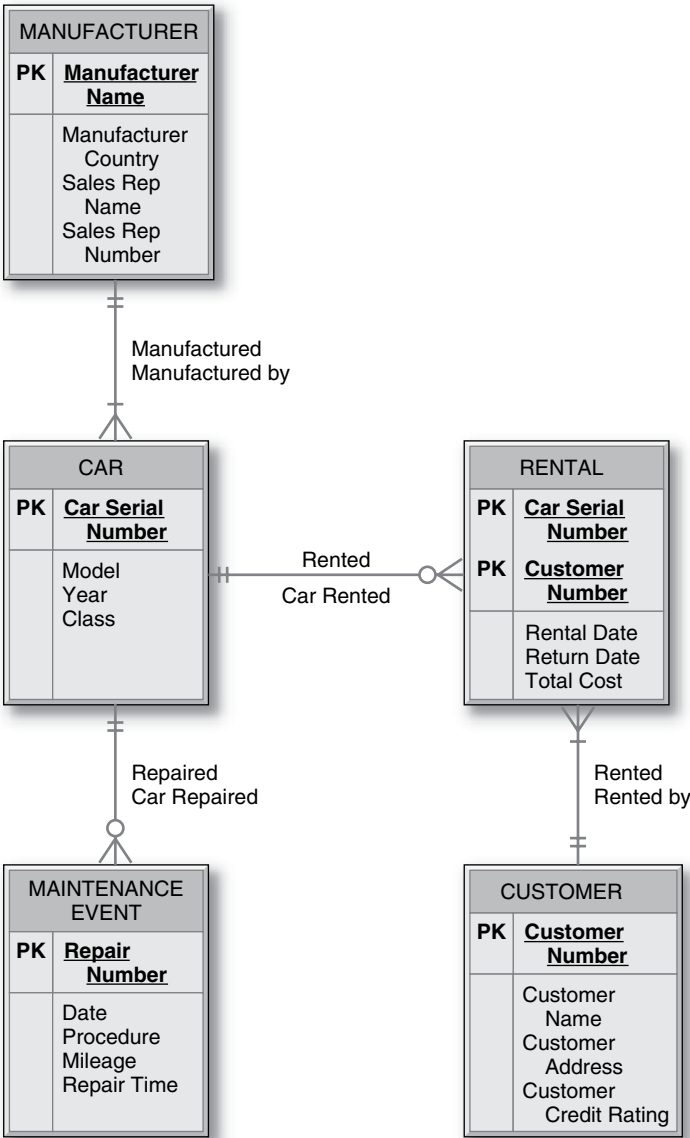 MANUFACTURER
PK Manufacturer
Name
Manufacturer
Country
Sales Rep
Name
Sales Rep
Number
Manufactured
Manufactured by
CAR
PK Car Serial
Number
Model
Year
Class
Rented
Car Rented
RENTAL
PK Car Serial
Number
PK Customer
Number
Rental Date
Return Date
Total Cost
Repaired
Car Repaired
Rented
Rented by
MAINTENANCE
EVENT
PK Repair
Number
Date
Procedure
Mileage
Repair Time
CUSTOMER
PK Customer
Number
Customer
Name
Customer
Address
Customer
Credit Rating